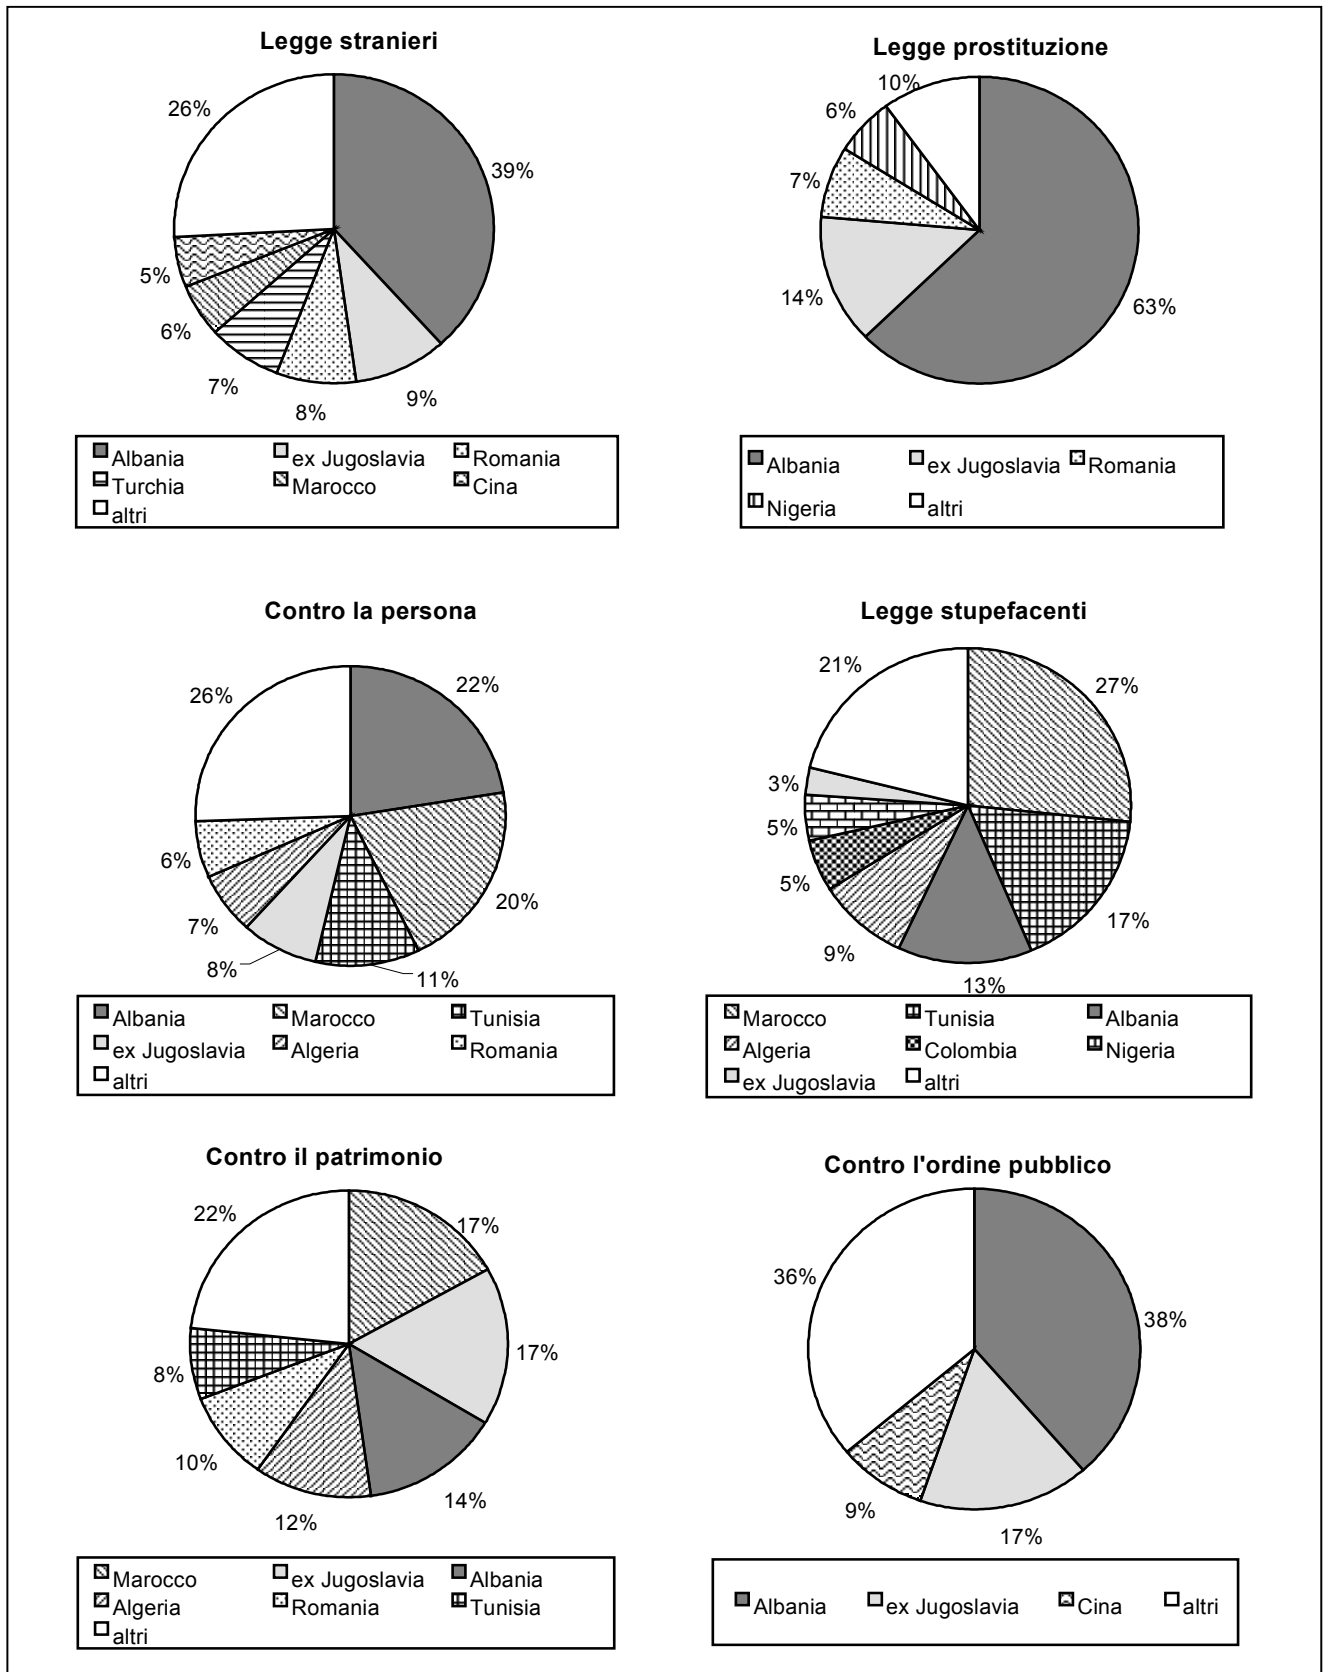 Legge stranieri
26%
39%
5%
6%
7%
8%
9%
Albania ex Jugoslavia Romania
Turchia Marocco Cina
altri
Legge prostituzione
10%
6%
7%
14%
63%
Albania ex Jugoslavia Romania
Nigeria altri
Contro la persona
26%
22%
6%
20%
7%
8%
11%
Albania Marocco Tunisia
ex Jugoslavia Algeria Romania
altri
Legge stupefacenti
21%
27%
3%
5%
5%
17%
9%
13%
Marocco Tunisia Albania
Algeria Colombia Nigeria
ex Jugoslavia altri
Contro il patrimonio
22%
17%
17%
8%
10%
14%
12%
Marocco ex Jugoslavia Albania
Algeria Romania Tunisia
altri
Contro l'ordine pubblico
36%
38%
9%
17%
Albania ex Jugoslavia Cina altri